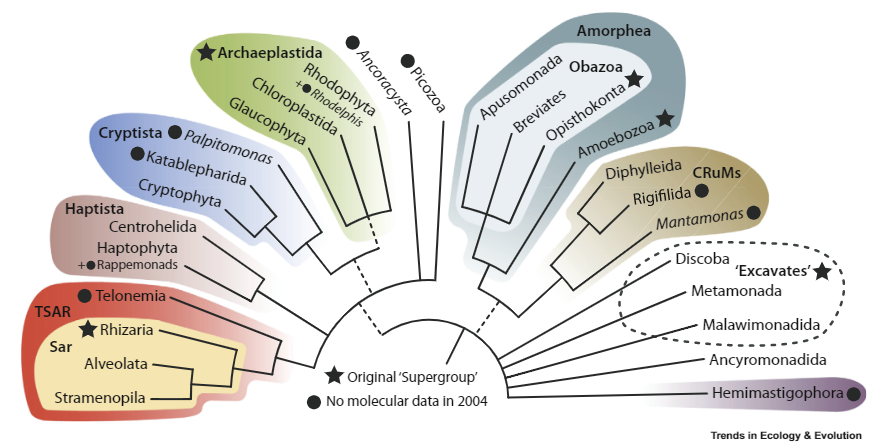 Archaeplastida
Rhodophyta
+ Rhodelphis
Chloroplastida
Glaucophyta
Ancoracysta
Picozoa
Amorphea
Obazoa
Apusomonada
Breviates
Opisthokonta
Amoebozoa
Cryptista
Palpitomonas
Katablepharida
Cryptophyta
Diphylleida
CRuMs
Rigifilida
Mantamonas
Haptista
Centrohelida
Haptophyta
+ Rappemonads
Discoba
‘Excavates’
Metamonada
Malawimonadida
Ancyromonadida
Hemimastigophora
TSAR
Telonemia
Rhizaria
Sar
Alveolata
Stramenopila
Original ‘Supergroup’
No molecular data in 2004
Trends in Ecology & Evolution